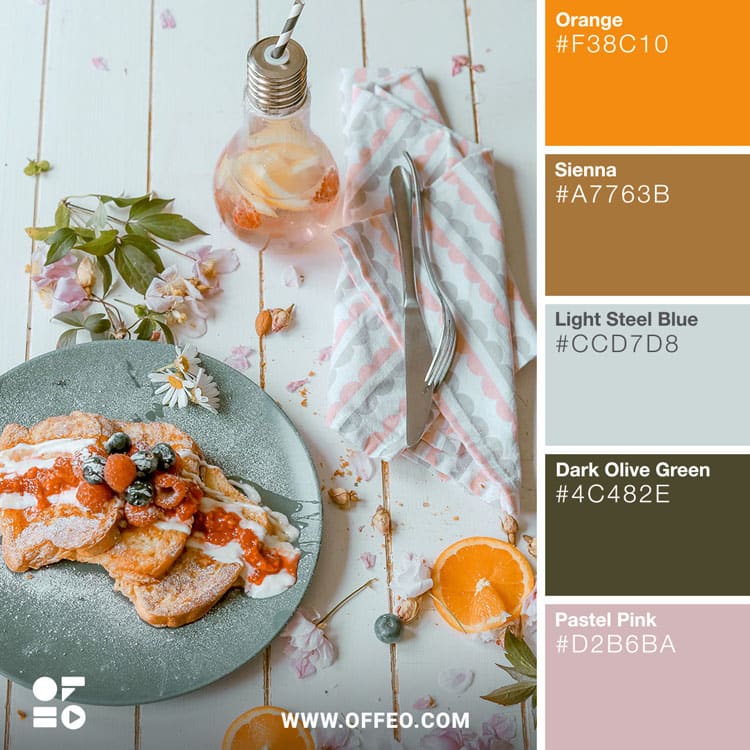 Orange
#F38C10
Sienna
#A7763B
Light Steel Blue
#CCD7D8
Dark Olive Green
#4C482E
Pastel Pink
#D2B6BA
WWW.OFFEO.COM